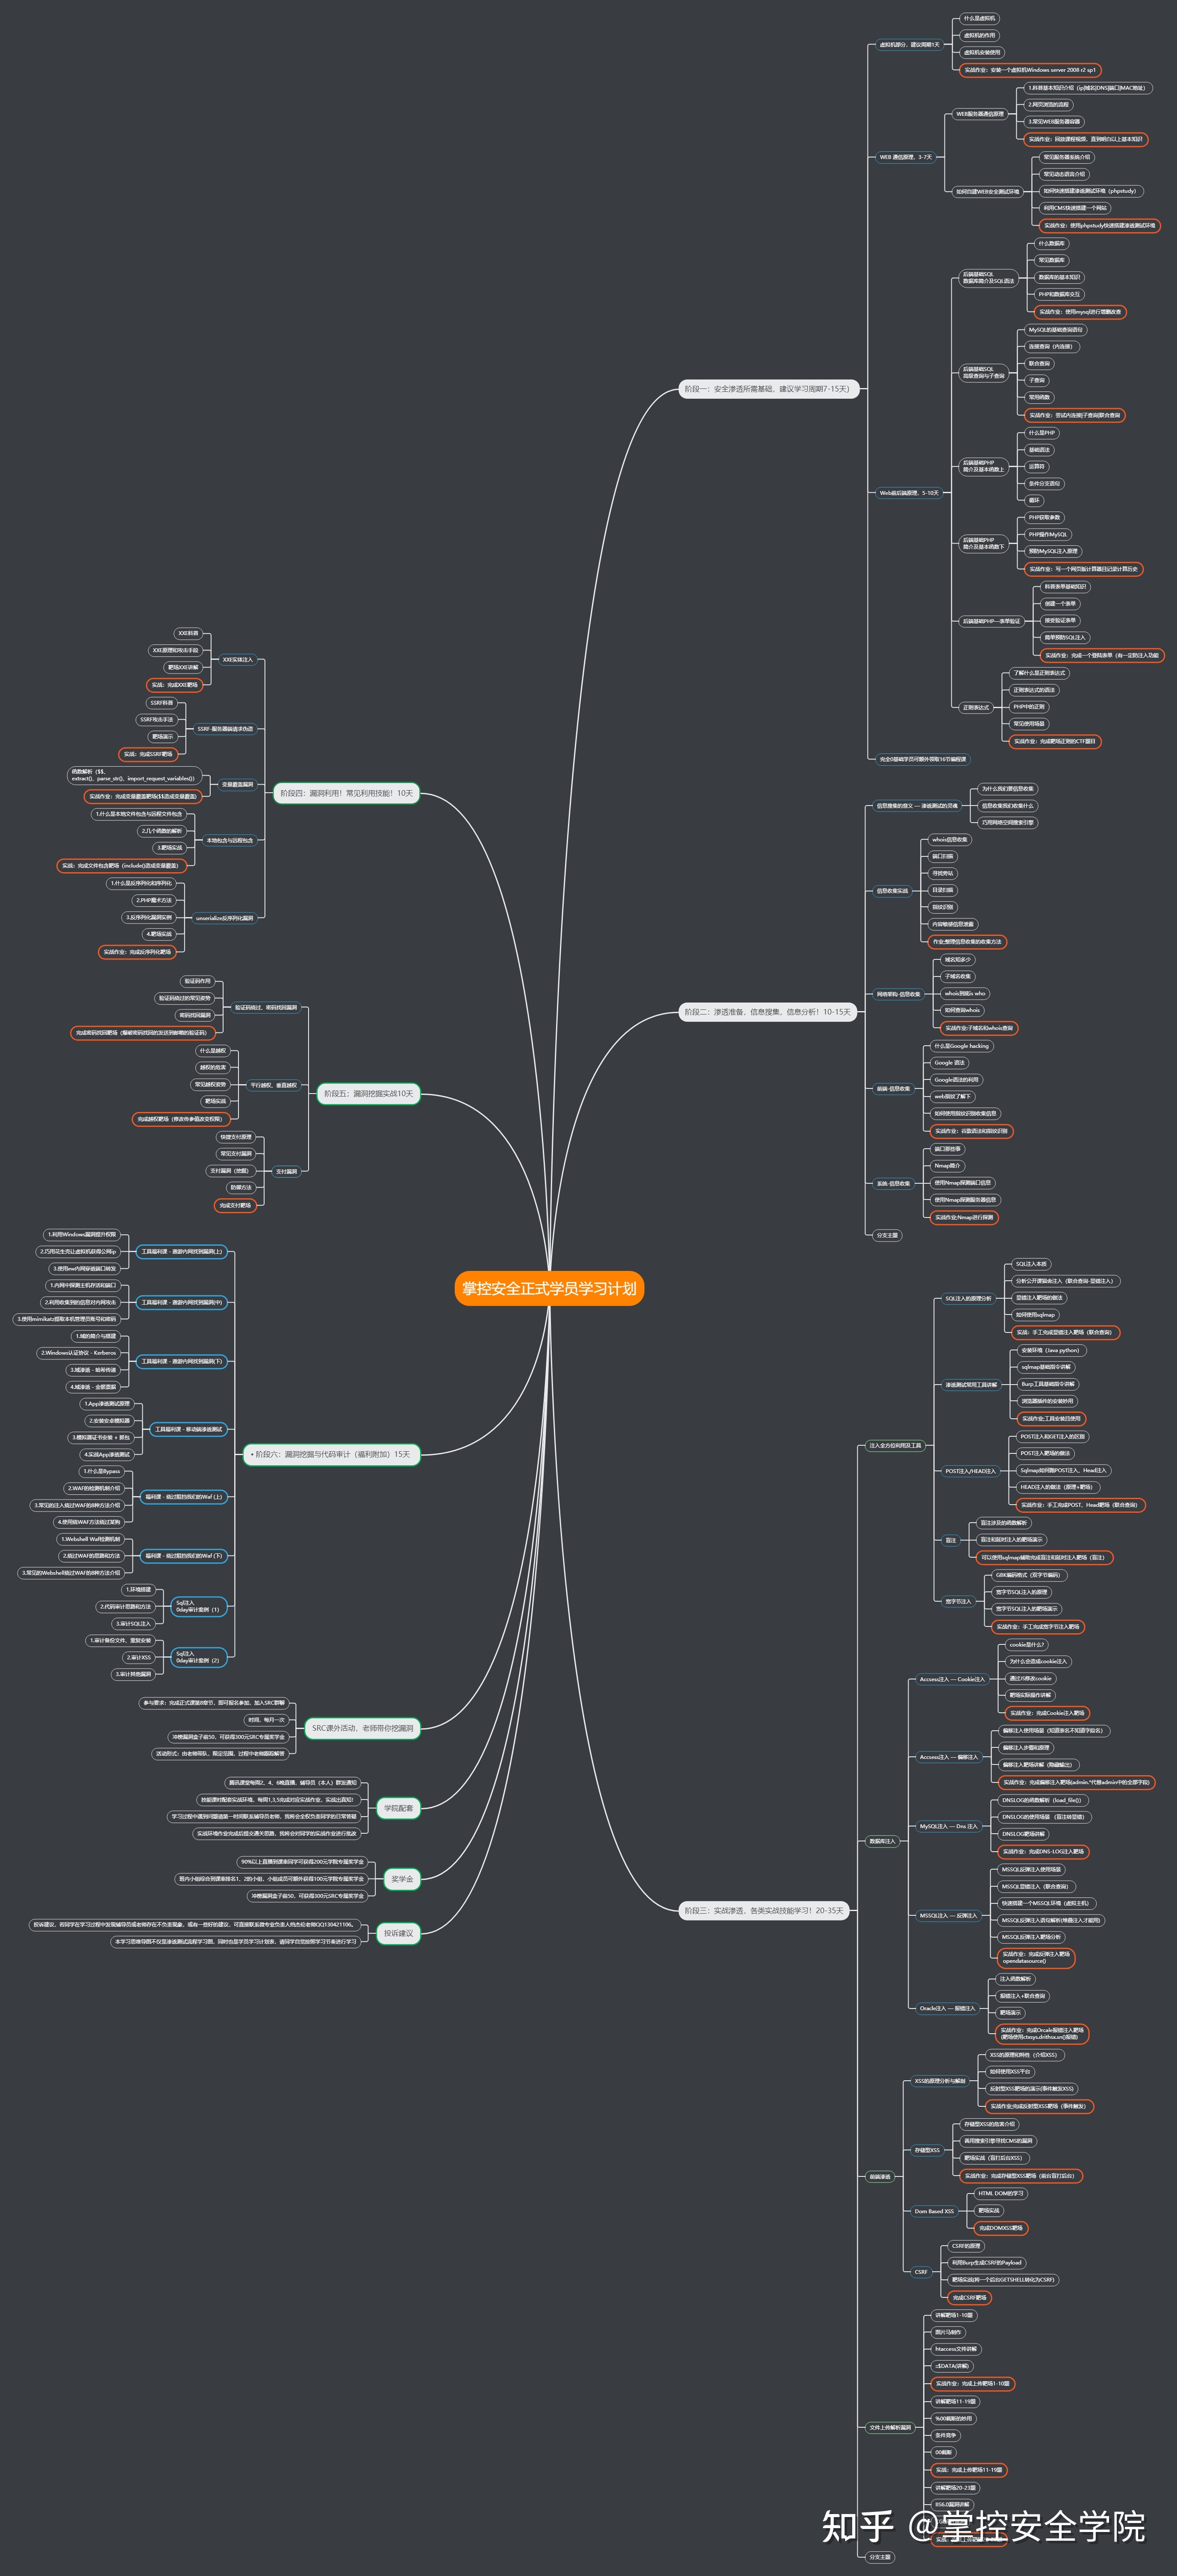 掌控安全正式学员学习计划
阶段一：安全渗透所需基础，建议学习周期7-15天）
虚拟机部分，建议周期1天
什么是虚拟机
虚拟机的作用
虚拟机安装使用
实战作业：安装一个虚拟机Windows server 2008 r2 sp1
WEB 通信原理，3-7天
WEB服务器通信原理
1.科普基本知识介绍（ip|域名|DNS|端口|MAC地址）
2.网页浏览的流程
3.常见WEB服务器容器
实战作业：回放课程视频，直到明白以上基本知识
如何自建WEB安全测试环境
常见服务器系统介绍
常见动态语言介绍
如何快速搭建渗透测试环境（phpstudy）
利用CMS快速搭建一个网站
实战作业：使用phpstudy快速搭建渗透测试环境
Web前后端原理，5-10天
后端基础SQL
数据库简介及SQL语法
什么数据库
常见数据库
数据库的基本知识
PHP和数据库交互
实战作业：使用mysql进行增删改查
后端基础SQL
高级查询与子查询
MySQL的基础查询语句
连接查询（内连接）
联合查询
子查询
常用函数
实战作业：尝试内连接|子查询|联合查询
后端基础PHP
简介及基本函数上
什么是PHP
基础语法
运算符
条件分支语句
循环
后端基础PHP
简介及基本函数下
PHP获取参数
PHP操作MySQL
预防MySQL注入原理
实战作业：写一个网页版计算器且记录计算历史
后端基础PHP—表单验证
科普表单基础知识
创建一个表单
接受验证表单
简单预防SQL注入
实战作业：完成一个登陆表单（有一定防注入功能
正则表达式
了解什么是正则表达式
正则表达式的语法
PHP中的正则
常见使用场景
实战作业：完成靶场正则的CTF题目
完全0基础学员可额外领取16节编程课
阶段二：渗透准备，信息搜集，信息分析！10-15天
信息搜集的意义 — 渗透测试的灵魂
为什么我们要信息收集
信息收集我们收集什么
巧用网络空间搜索引擎
信息收集实战
whois信息收集
端口扫描
寻找旁站
目录扫描
指纹识别
内容敏感信息泄露
作业;整理信息收集的收集方法
网络架构-信息收集
域名知多少
子域名收集
whois到底is who
如何查询whois
实战作业:子域名和whois查询
前端-信息收集
什么是Google hacking
Google 语法
Google语法的利用
web指纹了解下
如何使用指纹识别收集信息
实战作业：谷歌语法和指纹识别
系统-信息收集
端口那些事
Nmap简介
使用Nmap探测端口信息
使用Nmap探测服务器信息
实战作业:Nmap进行探测
分支主题
阶段三：实战渗透，各类实战技能学习！20-35天
注入全方位利用及工具
SQL注入的原理分析
SQL注入本质
分析公开课猫舍注入（联合查询-显错注入）
显错注入靶场的做法
如何使用sqlmap
实战：手工完成显错注入靶场（联合查询）
渗透测试常用工具讲解
安装环境（Java python）
sqlmap基础指令讲解
Burp工具基础指令讲解
浏览器插件的安装妙用
实战作业;工具安装且使用
POST注入/HEAD注入
POST注入和GET注入的区别
POST注入靶场的做法
Sqlmap如何跑POST注入、Head注入
HEAD注入的做法（原理+靶场）
实战作业：手工完成POST、Head靶场（联合查询）
盲注
盲注涉及的函数解析
盲注和延时注入的靶场演示
可以使用sqlmap辅助完成盲注和延时注入靶场（盲注）
宽字节注入
GBK编码格式（双字节编码）
宽字节SQL注入的原理
宽字节SQL注入的靶场演示
实战作业：手工完成宽字节注入靶场
数据库注入
Accsess注入 — Cookie注入
cookie是什么?
为什么会造成cookie注入
通过JS修改cookie
靶场实际操作讲解
实战作业：完成Cookie注入靶场
Accsess注入 — 偏移注入
偏移注入使用场景（知道表名不知道字段名）
偏移注入步骤和原理
偏移注入靶场讲解（隐藏输出）
实战作业：完成偏移注入靶场(admin.*代替admin中的全部字段)
MySQL注入 — Dns 注入
DNSLOG的函数解析（load_file()）
DNSLOG的使用场景 （盲注转显错）
DNSLOG靶场讲解
实战作业：完成DNS-LOG注入靶场
MSSQL注入 — 反弹注入
MSSQL反弹注入使用场景
MSSQL显错注入（联合查询）
快速搭建一个MSSQL环境（虚拟主机）
MSSQL反弹注入语句解析(堆叠注入才能用)
MSSQL反弹注入靶场分析
实战作业：完成反弹注入靶场
opendatasource()
Oracle注入 — 报错注入
注入函数解析
报错注入+联合查询
靶场演示
实战作业：完成Orcale报错注入靶场
(靶场使用ctxsys.drithsx.sn()报错)
前端渗透
XSS的原理分析与解刨
XSS的原理和特性（介绍XSS）
如何使用XSS平台
反射型XSS靶场的演示(事件触发XSS)
实战作业;完成反射型XSS靶场（事件触发）
存储型XSS
存储型XSS的危害介绍
善用搜索引擎寻找CMS的漏洞
靶场实战（盲打后台XSS）
实战作业：完成存储型XSS靶场（前台盲打后台）
Dom Based XSS
HTML DOM的学习
靶场实战
完成DOMXSS靶场
CSRF
CSRF的原理
利用Burp生成CSRF的Payload
靶场实战(将一个后台GETSHELL转化为CSRF)
完成CSRF靶场
文件上传解析漏洞
讲解靶场1-10题
图片马制作
htaccess文件讲解
::$DATA(讲解)
实战作业：完成上传靶场1-10题
讲解靶场11-19题
%00截断的妙用
条件竞争
00截断
实战：完成上传靶场11-19题
讲解靶场20-23题
IIS6.0漏洞讲解
分支主题
阶段四：漏洞利用！常见利用技能！10天
XXE实体注入
XXE科普
XXE原理和攻击手段
靶场XXE讲解
实战：完成XXE靶场
SSRF-服务器端请求伪造
SSRF科普
SSRF攻击手法
靶场演示
实战：完成SSRF靶场
变量覆盖漏洞
函数解析（$$、
extract()、parse_str()、import_request_variables()）
实战作业：完成变量覆盖靶场($$造成变量覆盖)
本地包含与远程包含
1.什么是本地文件包含与远程文件包含
2.几个函数的解析
3.靶场实战
实战：完成文件包含靶场（include()造成变量覆盖）
unserialize反序列化漏洞
1.什么是反序列化和序列化
2.PHP魔术方法
3.反序列化漏洞实例
4.靶场实战
实战作业：完成反序列化靶场
阶段五：漏洞挖掘实战10天
验证码绕过、密码找回漏洞
验证码作用
验证码绕过的常见姿势
密码找回漏洞
完成密码找回靶场（爆破密码找回的发送到邮箱的验证码）
平行越权、垂直越权
什么是越权
越权的危害
常见越权姿势
靶场实战
完成越权靶场（修改传参值改变权限）
支付漏洞
快捷支付原理
常见支付漏洞
支付漏洞（挖掘）
防御方法
完成支付靶场
• 阶段六：漏洞挖掘与代码审计（福利附加）15天
工具福利课 - 遨游内网找到漏洞(上)
1.利用Windows漏洞提升权限
2.巧用花生壳让虚拟机获得公网ip
3.使用ew内网穿透端口转发
工具福利课 - 遨游内网找到漏洞(中)
1.内网中探测主机存活和端口
2.利用收集到的信息对内网攻击
3.使用mimikatz提取本机管理员账号和密码
工具福利课 - 遨游内网找到漏洞(下)
1.域的简介与搭建
2.Windows认证协议 - Kerberos
3.域渗透 - 哈希传递
4.域渗透 - 金银票据
工具福利课 - 移动端渗透测试
1.App渗透测试原理
2.安装安卓模拟器
3.模拟器证书安装 + 抓包
4.实战App渗透测试
福利课 - 绕过阻挡我们的Waf (上)
1.什么是Bypass
2.WAF的检测机制介绍
3.常见的注入绕过WAF的8种方法介绍
4.使用绕WAF方法绕过某狗
福利课 - 绕过阻挡我们的Waf (下)
1.Webshell Waf检测机制
2.绕过WAF的思路和方法
3.常见的Webshell绕过WAF的8种方法介绍
Sql注入
0day审计案例（1）
1.环境搭建
2.代码审计思路和方法
3.审计SQL注入
Sql注入
0day审计案例（2）
1.审计备份文件、重复安装
2.审计XSS
3.审计其他漏洞
SRC课外活动，老师带你挖漏洞
参与要求：完成正式课第8章节，即可报名参加，加入SRC群聊
时间，每月一次
冲榜漏洞盒子前50，可获得300元SRC专属奖学金
活动形式：由老师带队，限定范围，过程中老师跟踪解答
学院配套
腾讯课堂每周2、4、6晚直播，辅导员（本人）群发通知
技能课时配套实战环境，每周1,3,5完成对应实战作业，实战出真知！
学习过程中遇到问题请第一时间联系辅导员老师，我将会全权负责同学的日常答疑
实战环境作业完成后提交通关思路，我将会对同学的实战作业进行批改
奖学金
90%以上直播到课率同学可获得200元学院专属奖学金
班内小组综合到课率排名1、2的小组，小组成员可额外获得100元学院专属奖学金
冲榜漏洞盒子前50，可获得300元SRC专属奖学金
投诉建议
投诉建议，若同学在学习过程中发现辅导员或老师存在不负责现象，或有一些好的建议，可直接联系我专业负责人杨杰伦老师QQ1304211106。
本学习思维导图不仅是渗透测试流程学习图，同时也是学员学习计划表，请同学自觉按照学习节奏进行学习
知乎 @掌控安全学院